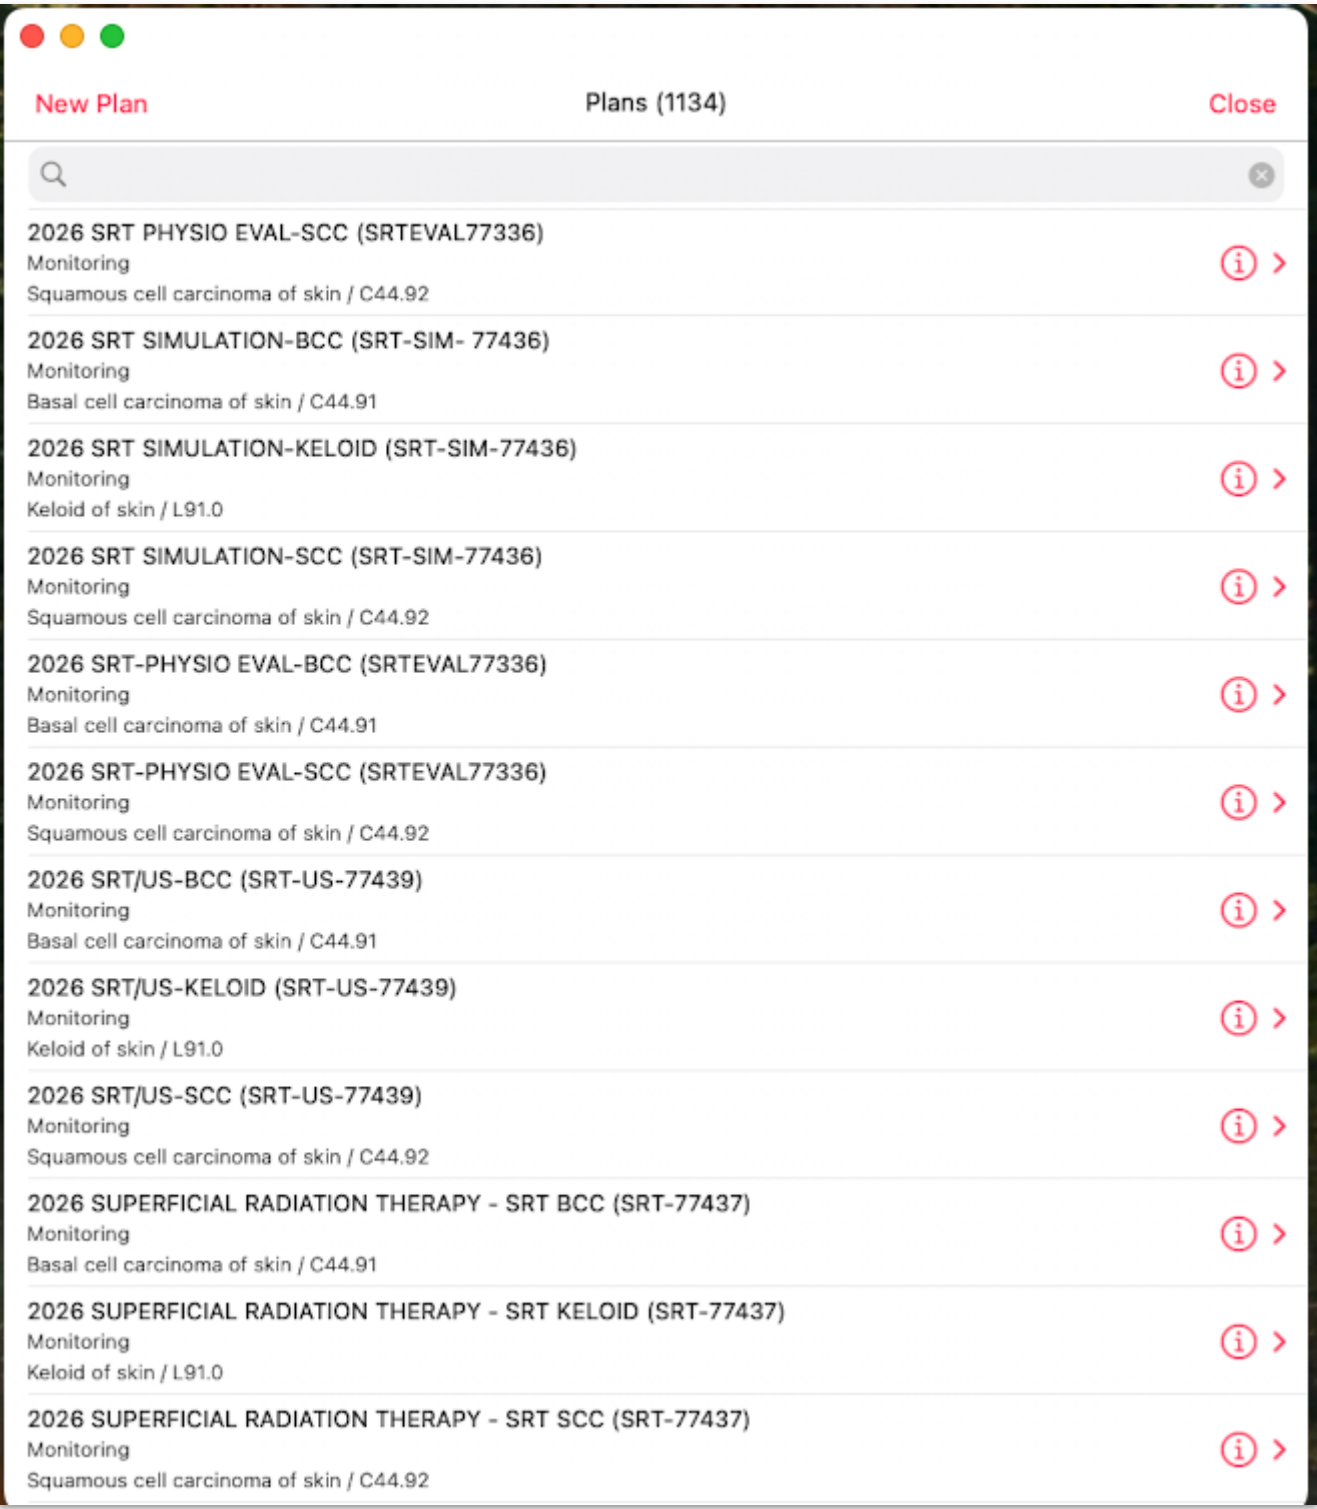 New Plan
Plans (1134)
Close
2026 SRT PHYSIO EVAL-SCC (SRTEVAL77336)
Monitoring
Squamous cell carcinoma of skin / C44.92
2026 SRT SIMULATION-BCC (SRT-SIM- 77436)
Monitoring
Basal cell carcinoma of skin / C44.91
2026 SRT SIMULATION-KELOID (SRT-SIM-77436)
Monitoring
Keloid of skin / L91.0
2026 SRT SIMULATION-SCC (SRT-SIM-77436)
Monitoring
Squamous cell carcinoma of skin / C44.92
2026 SRT-PHYSIO EVAL-BCC (SRTEVAL77336)
Monitoring
Basal cell carcinoma of skin / C44.91
2026 SRT-PHYSIO EVAL-SCC (SRTEVAL77336)
Monitoring
Squamous cell carcinoma of skin / C44.92
2026 SRT/US-BCC (SRT-US-77439)
Monitoring
Basal cell carcinoma of skin / C44.91
2026 SRT/US-KELOID (SRT-US-77439)
Monitoring
Keloid of skin / L91.0
2026 SRT/US-SCC (SRT-US-77439)
Monitoring
Squamous cell carcinoma of skin / C44.92
2026 SUPERFICIAL RADIATION THERAPY - SRT BCC (SRT-77437)
Monitoring
Basal cell carcinoma of skin / C44.91
2026 SUPERFICIAL RADIATION THERAPY - SRT KELOID (SRT-77437)
Monitoring
Keloid of skin / L91.0
2026 SUPERFICIAL RADIATION THERAPY - SRT SCC (SRT-77437)
Monitoring
Squamous cell carcinoma of skin / C44.92